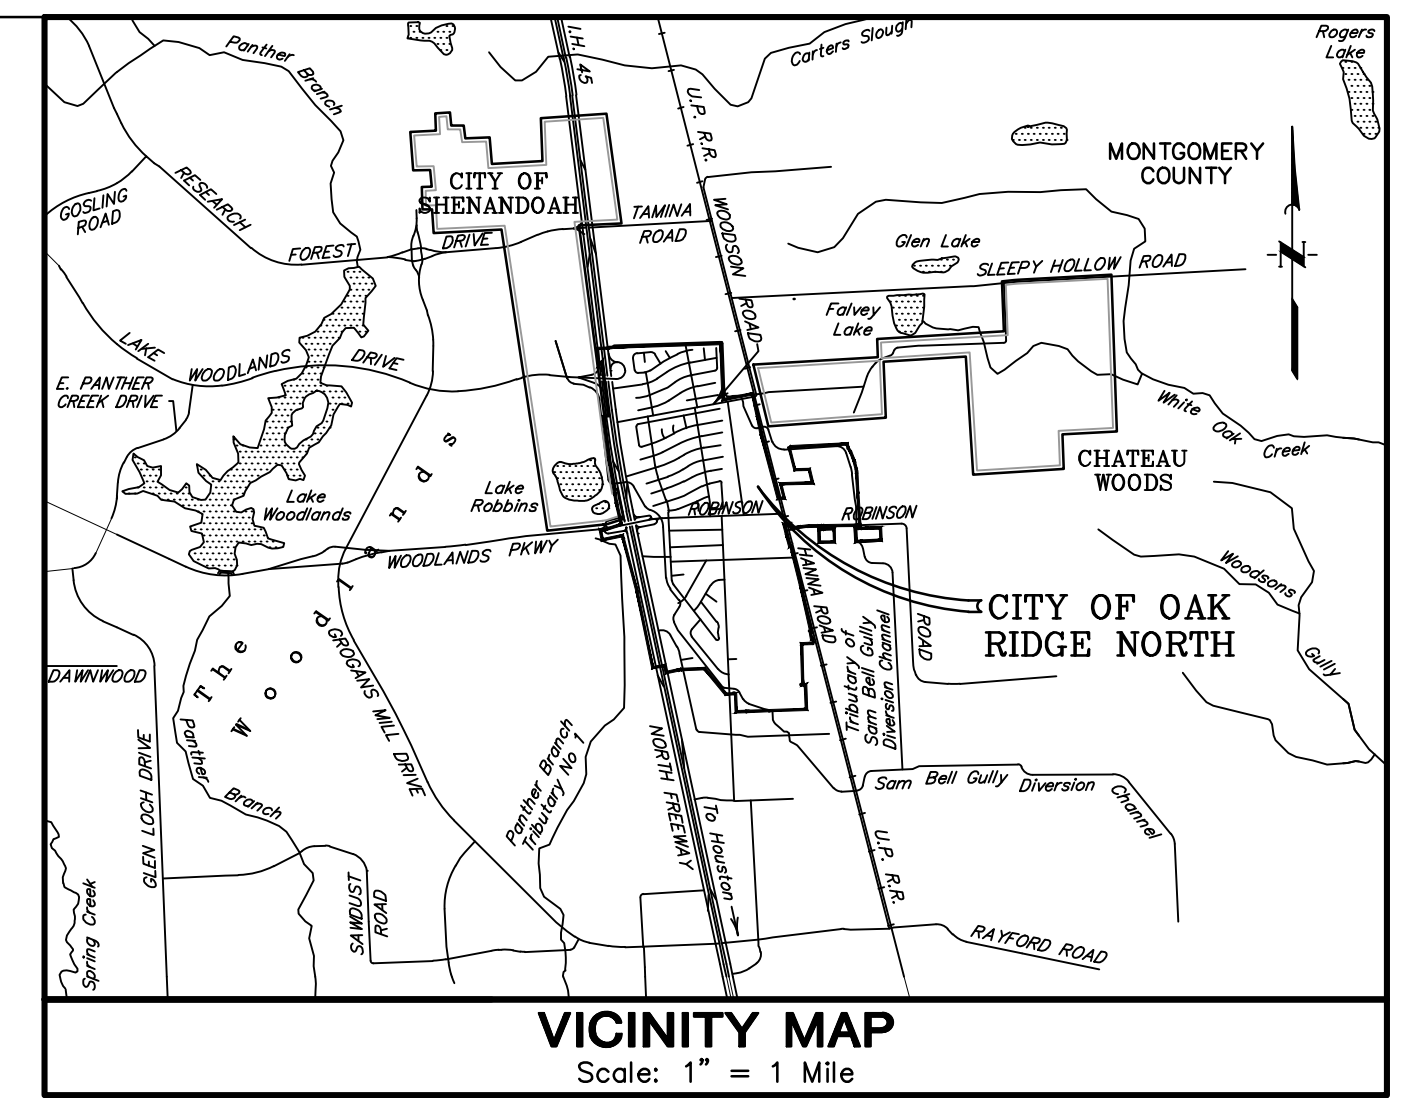 Panther Branch
I.H. 45
Carters Slough
Rogers
Lake
U.P. R.R.
MONTGOMERY
COUNTY
GOSLING
ROAD
RESEARCH
FOREST
DRIVE
CITY OF
SHENANDOAH
TAMINA
ROAD
WOODSON
ROAD
Glen Lake
SLEEPY HOLLOW ROAD
N
Falvey
Lake
LAKE
WOODLANDS
DRIVE
E. PANTHER
CREEK DRIVE
White Oak Creek
CHATEAU
WOODS
Lake
Woodlands
Lake
Robbins
ROBINSON
ROBINSON
ROAD
WOODLANDS PKWY
HANNA ROAD
Woodsons
Gully
CITY OF OAK
RIDGE NORTH
The
Woodlands
DAWNWOOD
GROGANS MILL DRIVE
Tributary of
Sam Bell Gully
Diversion Channel
Panther
Branch
GLEN LOCH DRIVE
Panther Branch
Tributary No 1
NORTH FREEWAY
To Houston
Sam Bell Gully Diversion Channel
U.P. R.R.
Spring Creek
SAWDUST
ROAD
RAYFORD ROAD
VICINITY MAP
Scale: 1" = 1 Mile